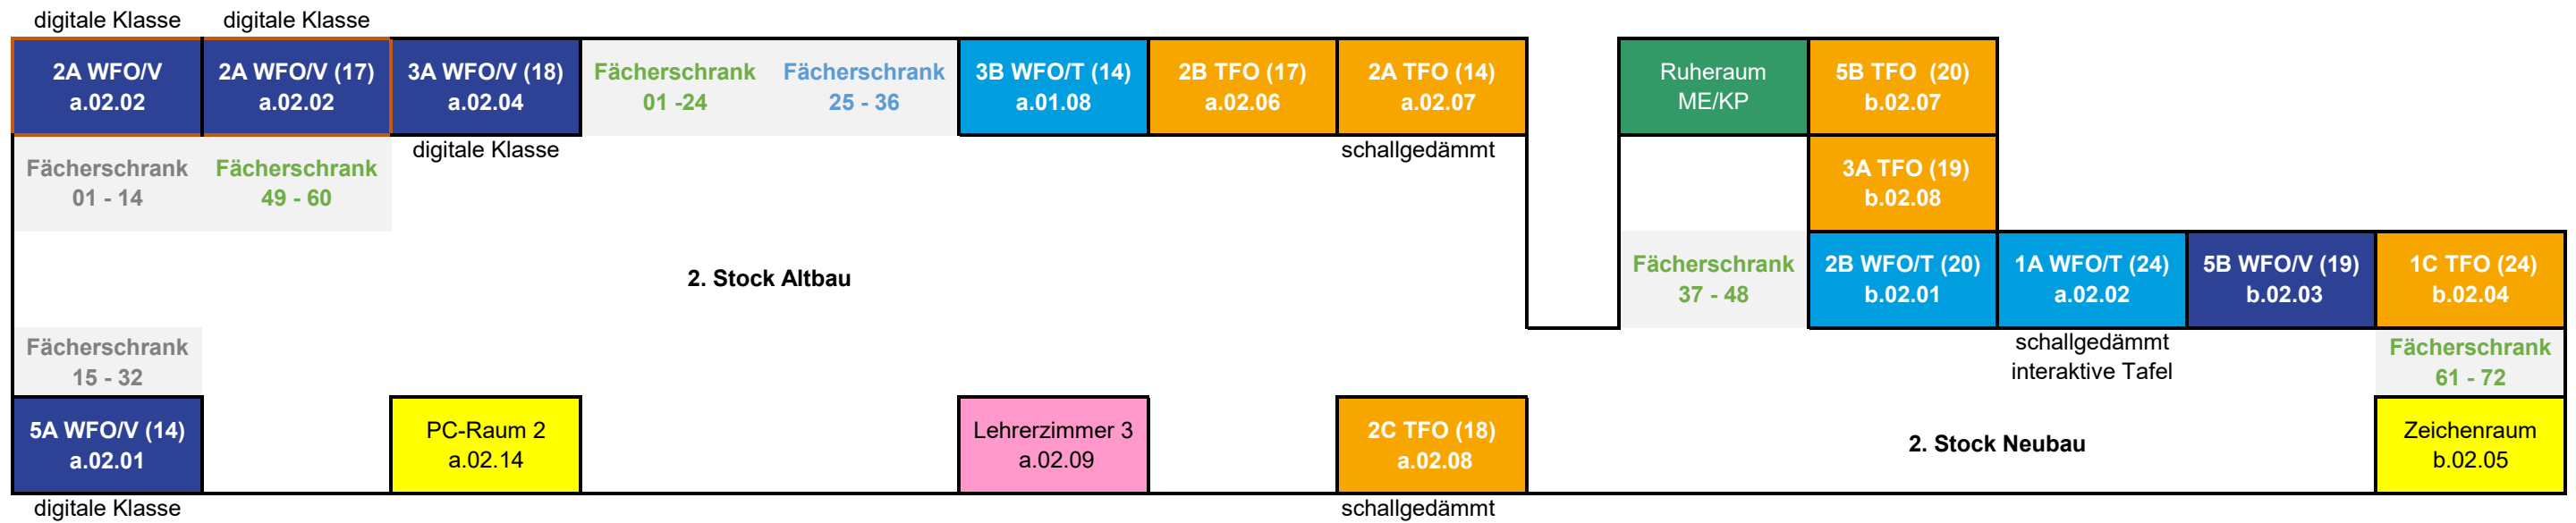 digitale Klasse
digitale Klasse
2A WFO/V
a.02.02
2A WFO/V (17)
a.02.02
3A WFO/V (18)
a.02.04
Fächerschrank
01 -24
Fächerschrank
25 - 36
3B WFO/T (14)
a.01.08
2B TFO (17)
a.02.06
2A TFO (14)
a.02.07
Ruheraum
ME/KP
5B TFO (20)
b.02.07
Fächerschrank
01 - 14
Fächerschrank
49 - 60
digitale Klasse
schallgedämmt
3A TFO (19)
b.02.08
2. Stock Altbau
Fächerschrank
37 - 48
2B WFO/T (20)
b.02.01
1A WFO/T (24)
a.02.02
5B WFO/V (19)
b.02.03
1C TFO (24)
b.02.04
Fächerschrank
15 - 32
schallgedämmt
interaktive Tafel
Fächerschrank
61 - 72
5A WFO/V (14)
a.02.01
PC-Raum 2
a.02.14
Lehrerzimmer 3
a.02.09
2C TFO (18)
a.02.08
2. Stock Neubau
Zeichenraum
b.02.05
digitale Klasse
schallgedämmt